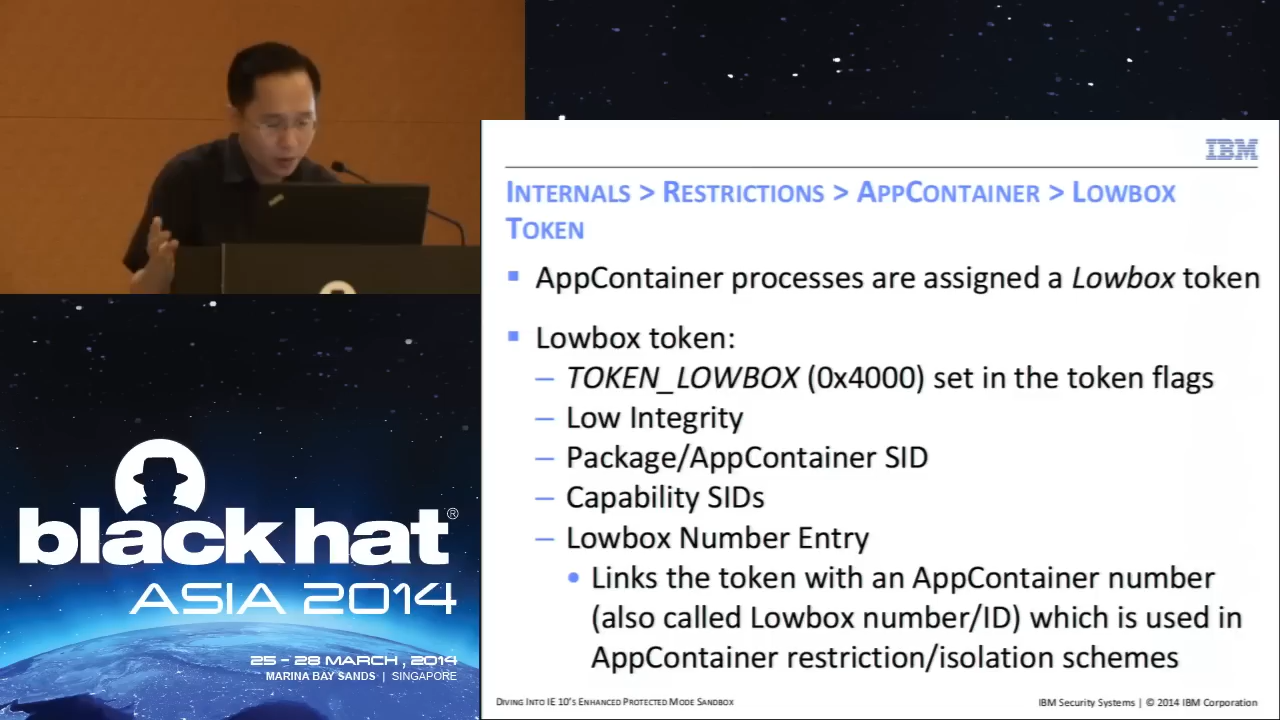 IBM
INTERNALS > RESTRICTIONS > APPCONTAINER > LOWBOX
TOKEN
▪ AppContainer processes are assigned a Lowbox token
▪ Lowbox token:
– TOKEN_LOWBOX (0x4000) set in the token flags
– Low Integrity
– Package/AppContainer SID
– Capability SIDs
– Lowbox Number Entry
• Links the token with an AppContainer number
(also called Lowbox number/ID) which is used in
AppContainer restriction/isolation schemes
DIVING INTO IE 10'S ENHANCED PROTECTED MODE SANDBOX
IBM Security Systems | © 2014 IBM Corporation
black hat®
ASIA 2014
25 - 28 MARCH, 2014
MARINA BAY SANDS | SINGAPORE